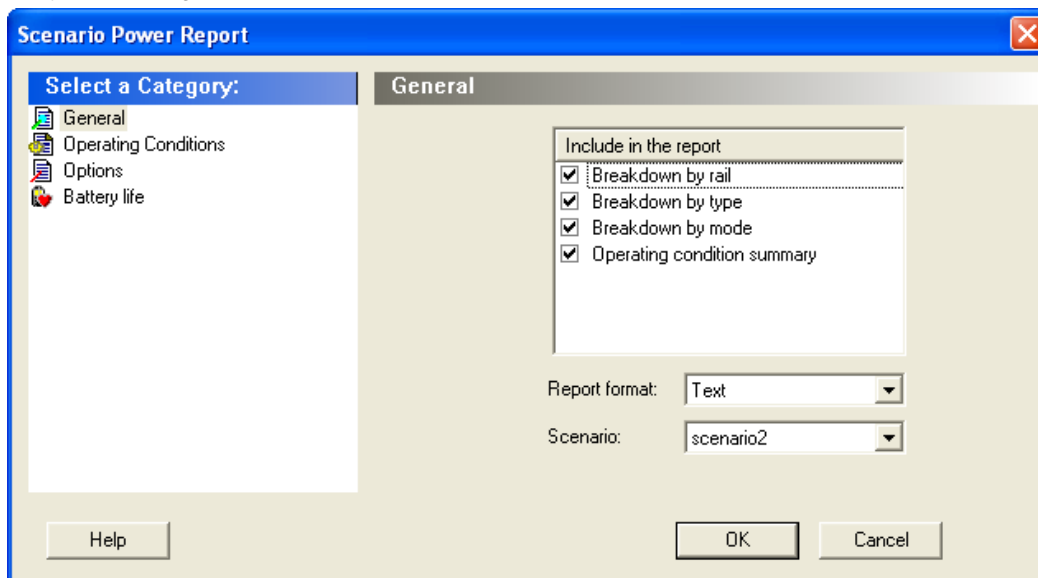 Scenario Power Report
Select a Category:
General
Operating Conditions
Options
Battery life
General
Include in the report
Breakdown by rail
Breakdown by type
Breakdown by mode
Operating condition summary
Report format: Text
Scenario: scenario2
Help
OK
Cancel